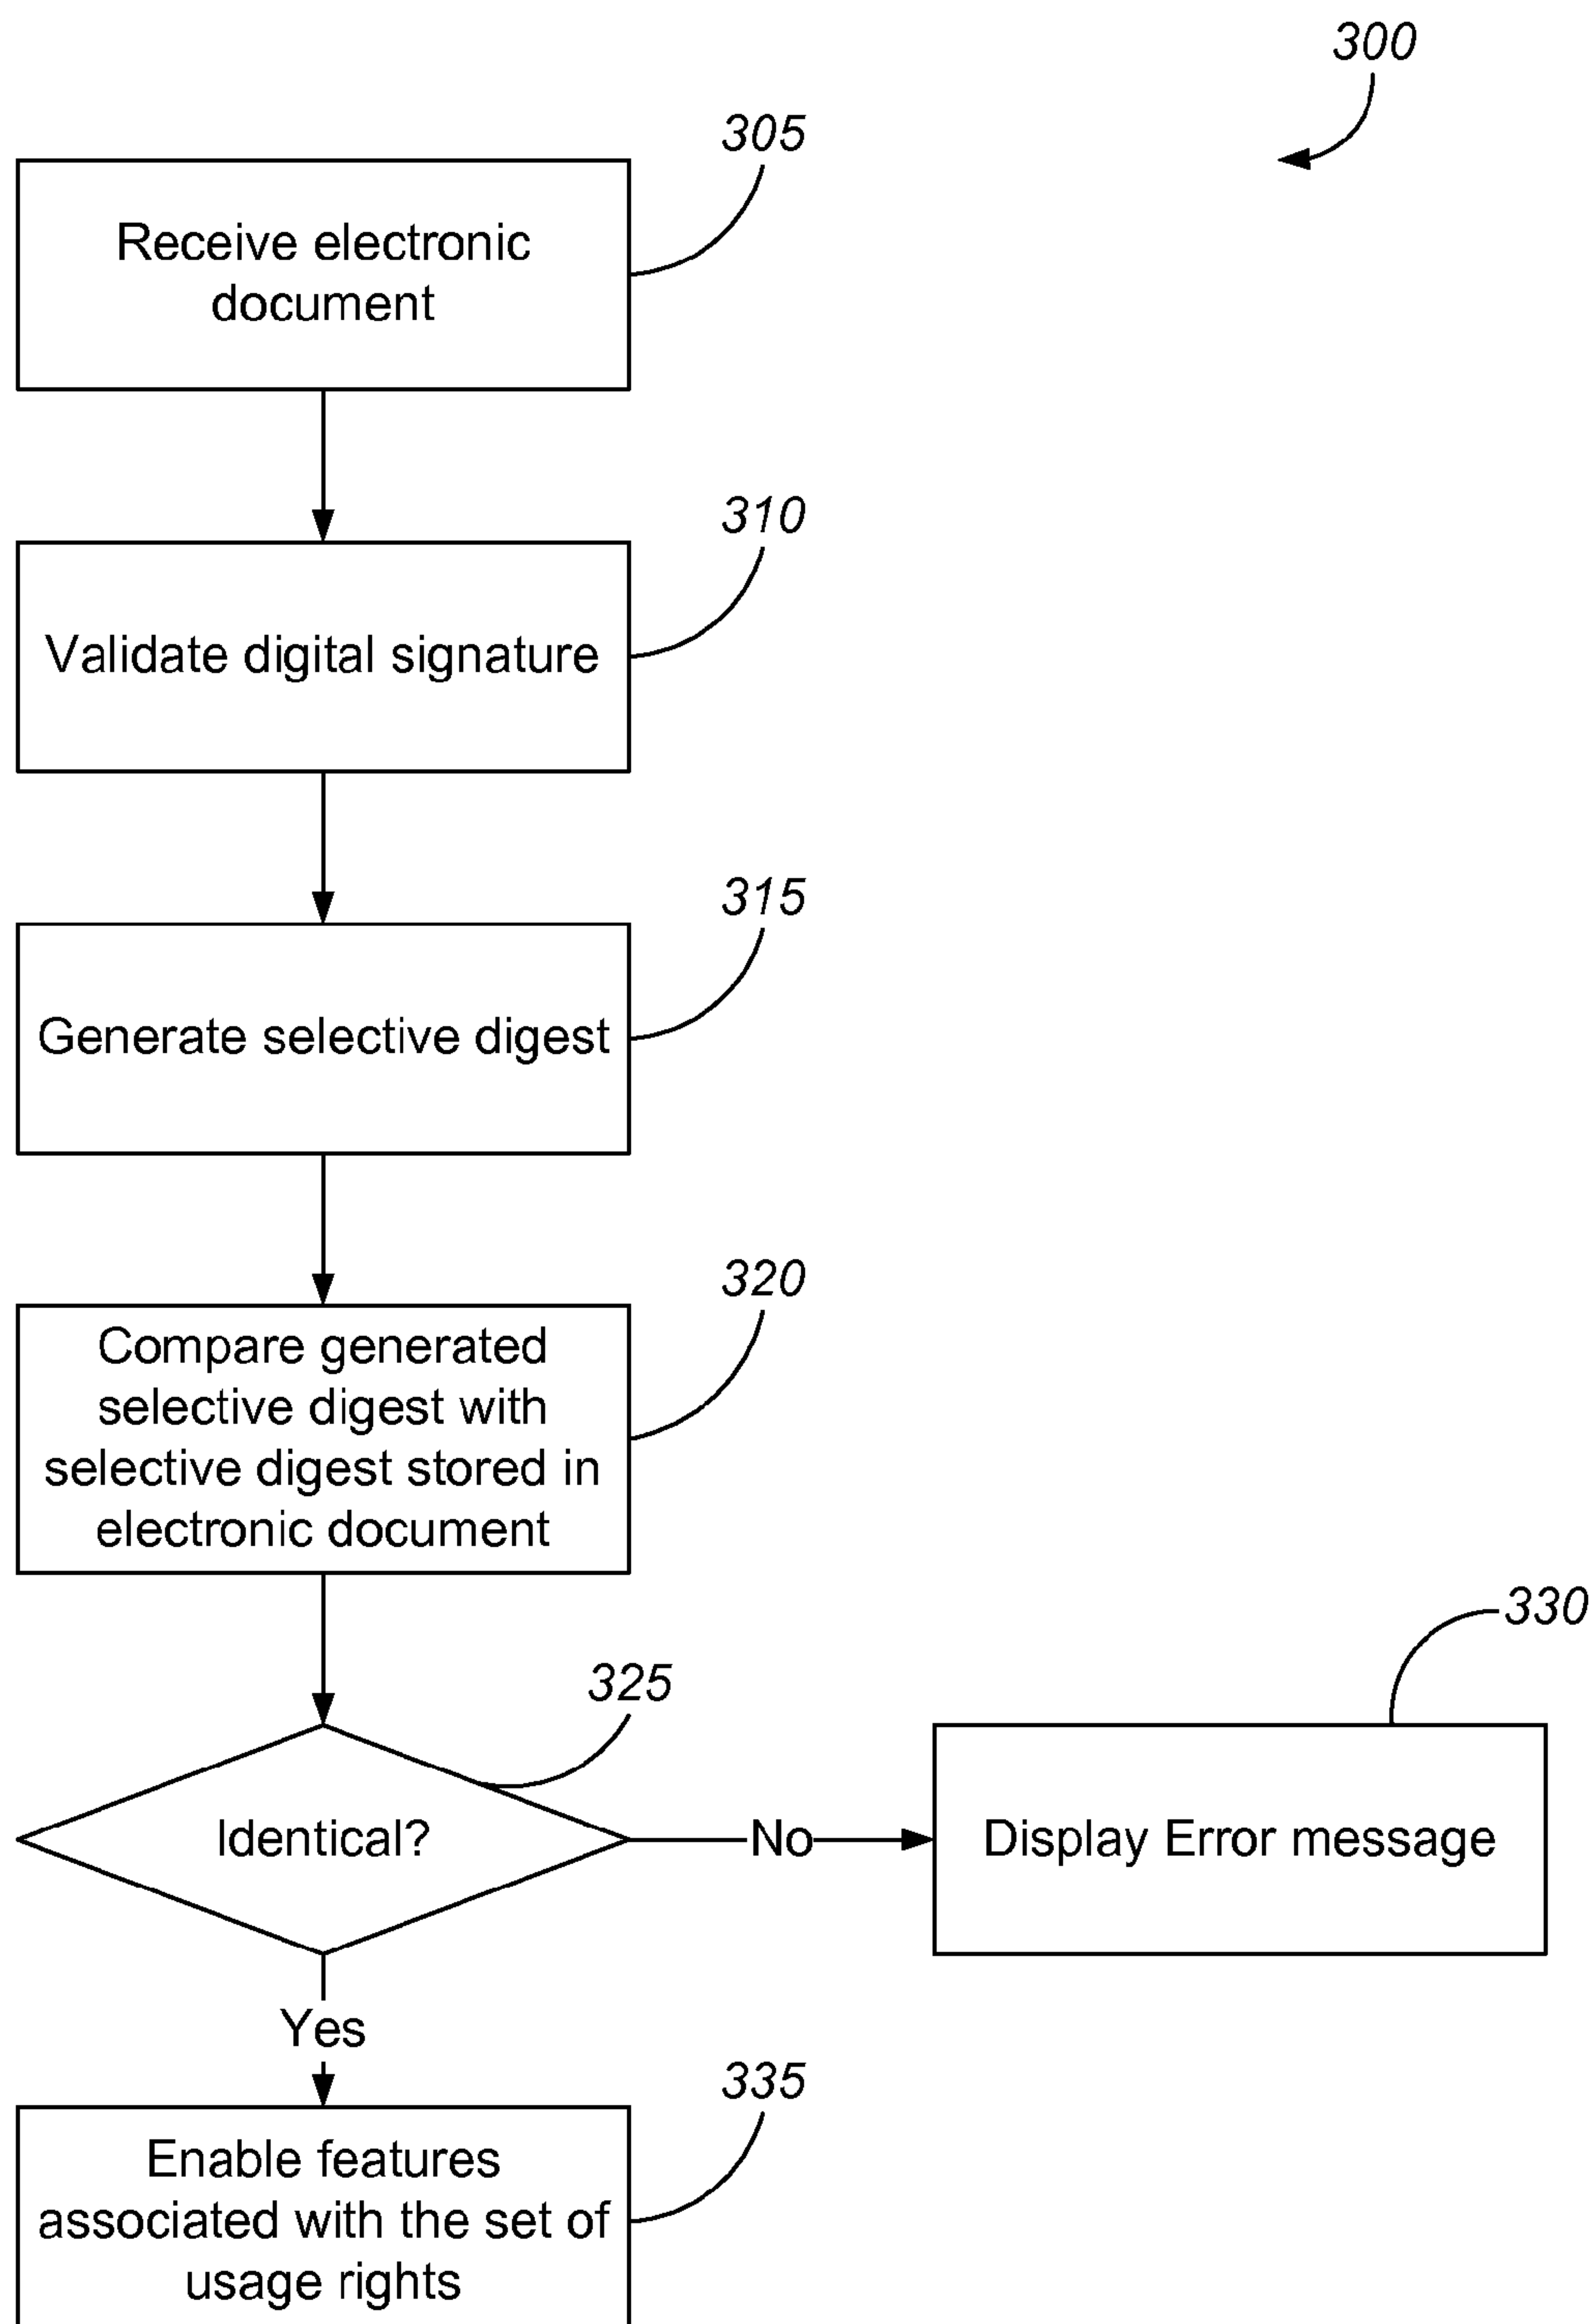 300
305
Receive electronic
document
310
Validate digital signature
315
Generate selective digest
320
Compare generated
selective digest with
selective digest stored in
electronic document
325
Identical?
No
330
Display Error message
Yes
335
Enable features
associated with the set of
usage rights